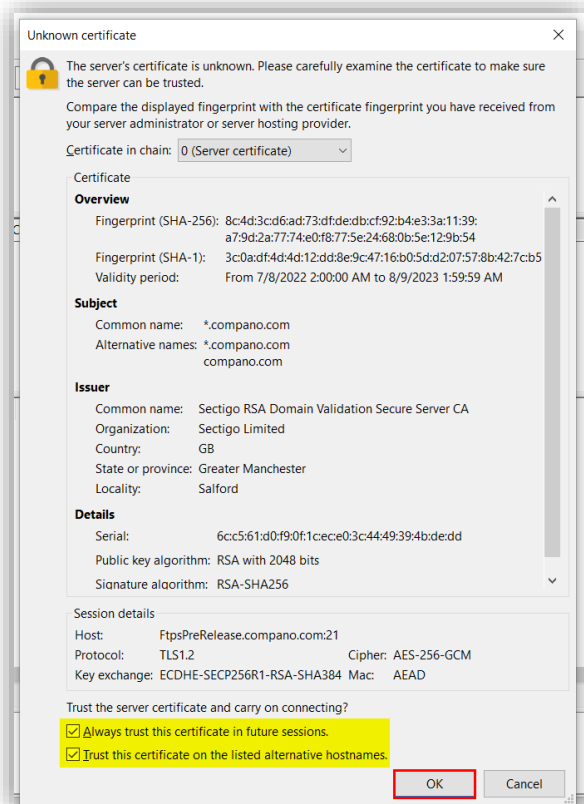 Unknown certificate
The server's certificate is unknown. Please carefully examine the certificate to make sure
the server can be trusted.
Compare the displayed fingerprint with the certificate fingerprint you have received from
your server administrator or server hosting provider.
Certificate in chain: 0 (Server certificate)
Certificate
Overview
Fingerprint (SHA-256): 8c:4d:3c:d6:ad:73:df:de:db:cf:92:b4:e3:3a:11:39:
a7:9d:2a:77:74:e0:f8:77:5e:24:68:0b:5e:12:9b:54
Fingerprint (SHA-1): 3c:0a:df:4d:4d:12:dd:8e:9c:47:16:b0:5d:d2:07:57:8b:42:7c:b5
Validity period: From 7/8/2022 2:00:00 AM to 8/9/2023 1:59:59 AM
Subject
Common name: *.compano.com
Alternative names: *.compano.com
compano.com
Issuer
Common name: Sectigo RSA Domain Validation Secure Server CA
Organization: Sectigo Limited
Country: GB
State or province: Greater Manchester
Locality: Salford
Details
Serial: 6c:c5:61:d0:f9:0f:1c:ec:e0:3c:44:49:39:4b:de:dd
Public key algorithm: RSA with 2048 bits
Signature algorithm: RSA-SHA256
Session details
Host: FtpsPreRelease.compano.com:21
Protocol: TLS1.2 Cipher: AES-256-GCM
Key exchange: ECDHE-SECP256R1-RSA-SHA384 Mac: AEAD
Trust the server certificate and carry on connecting?
Always trust this certificate in future sessions.
Trust this certificate on the listed alternative hostnames.
OK Cancel